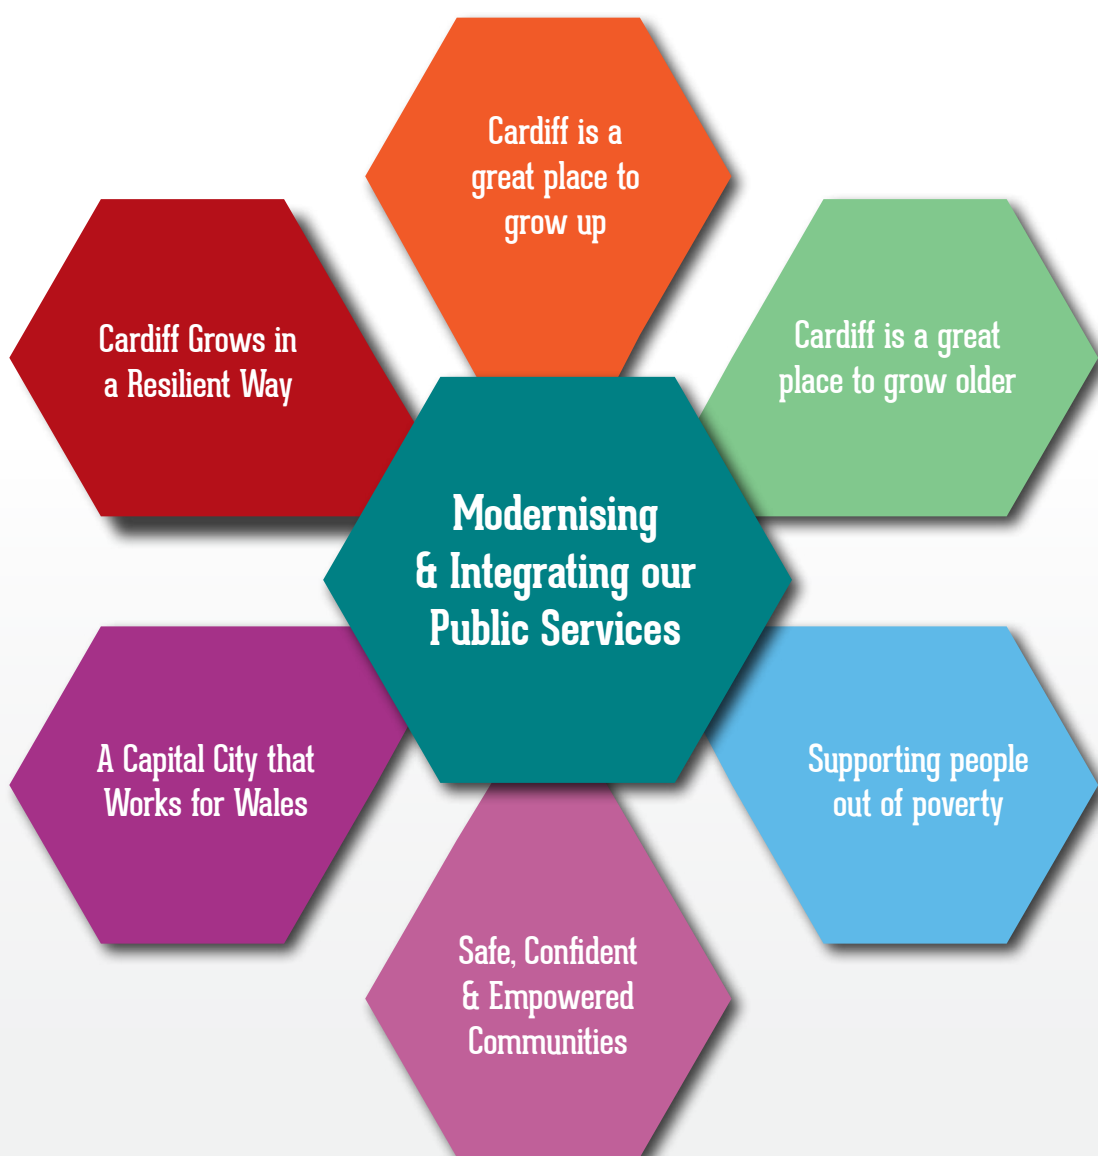 Cardiff is a
great place to
grow up
Cardiff Grows in
a Resilient Way
Cardiff is a great
place to grow older
Modernising
& Integrating our
Public Services
A Capital City that
Works for Wales
Supporting people
out of poverty
Safe, Confident
& Empowered
Communities